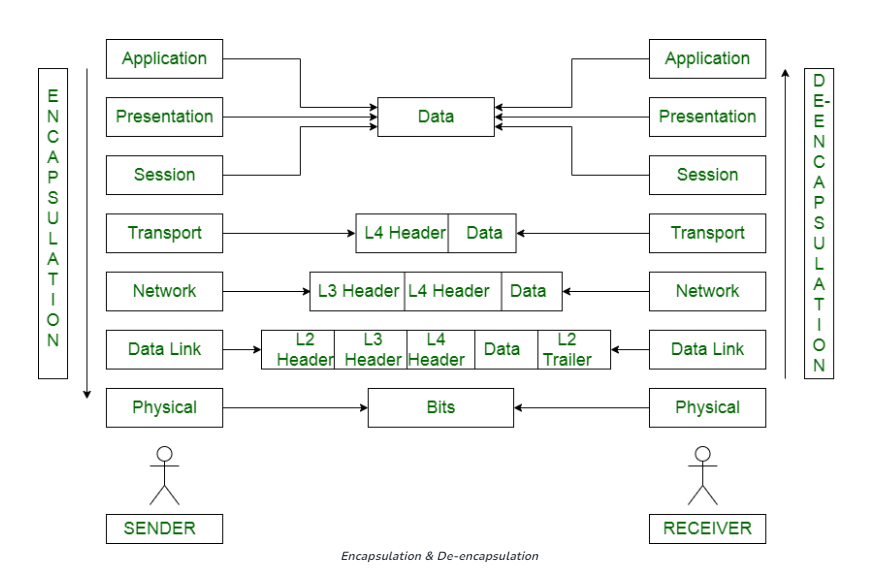 Application
Application
ENCAPSULATION
DE-ENCAPSULATION
Presentation
Data
Presentation
Session
Session
Transport
L4 Header
Data
Transport
Network
L3 Header
L4 Header
Data
Network
Data Link
L2
Header
L3
Header
L4
Header
Data
L2
Trailer
Data Link
Physical
Bits
Physical
SENDER
RECEIVER
Encapsulation & De-encapsulation